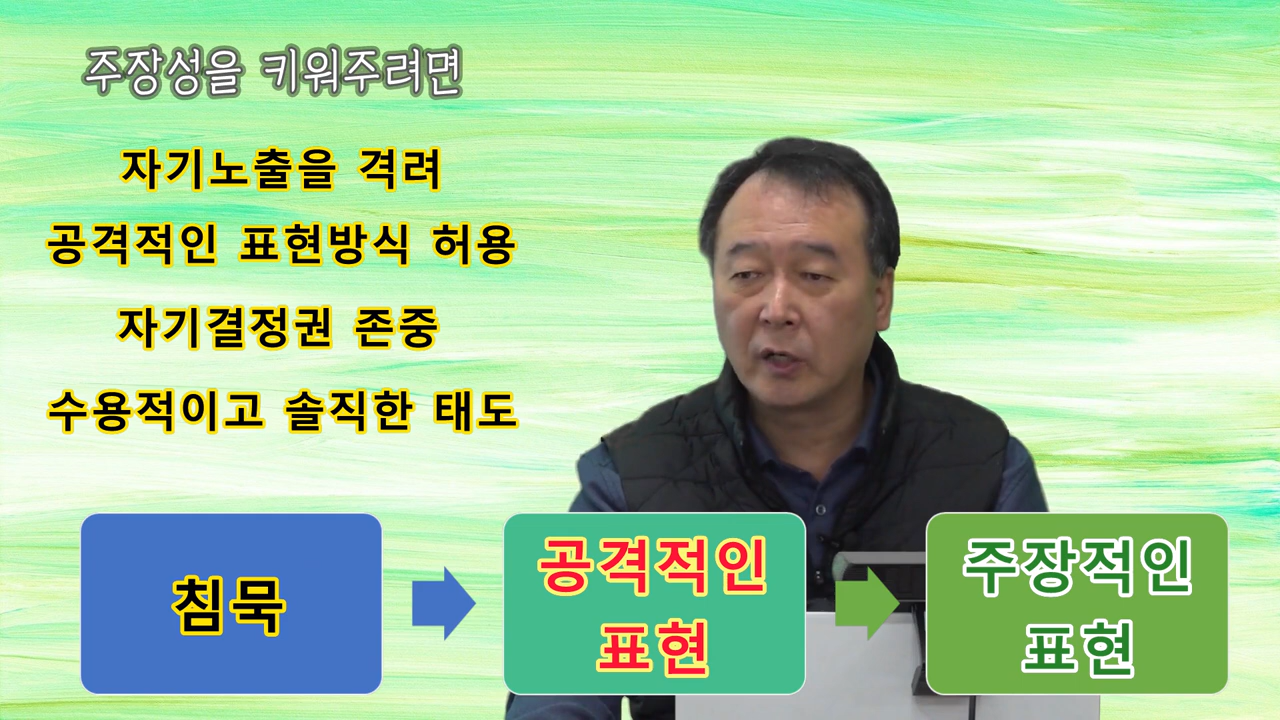 주장성을 키워주려면
자기노출을 격려
공격적인 표현방식 허용
자기결정권 존중
수용적이고 솔직한 태도
침묵
공격적인
표현
주장적인
표현